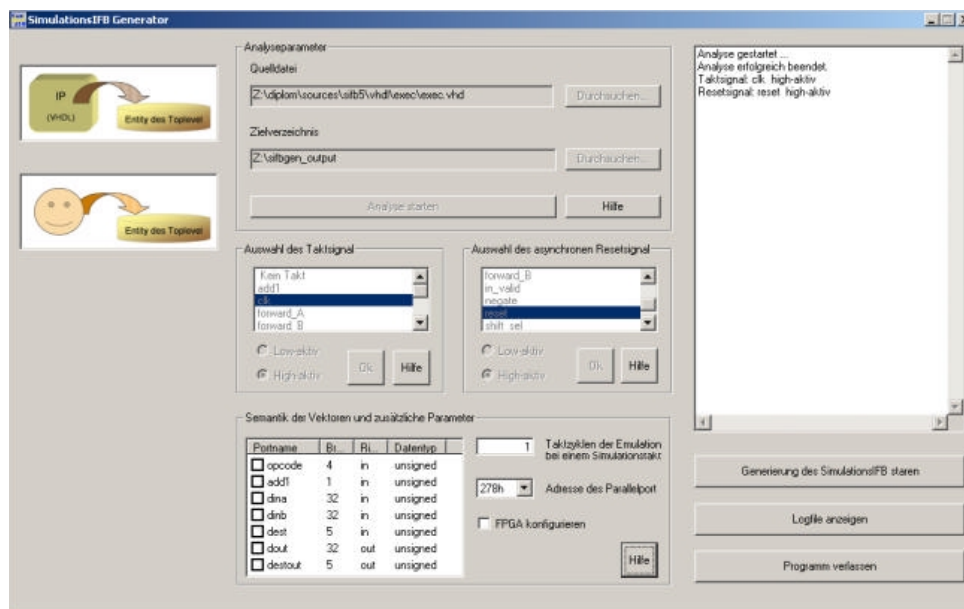 SimulationsIFB Generator
IP
(VHDL)
Entity des Toplevel
Entity des Toplevel
Analyseparameter
Quelldatei
Z:\diplom\sources\sifb5\vhdl\exec\exec.vhd
Durchsuchen...
Zielverzeichnis
Z:\sifbgen_output
Durchsuchen...
Analyse starten
Hilfe
Auswahl des Taktsignal
Kein Takt
add1
clk
forward_A
forward_B
Low-aktiv
High-aktiv
Ok
Hilfe
Auswahl des asynchronen Resetsignal
forward_B
in_valid
negate
reset
shift_sel
Low-aktiv
High-aktiv
Ok
Hilfe
Semantik der Vektoren und zusätzliche Parameter
Portname Bi... Ri... Datentyp
opcode 4 in unsigned
add1 1 in unsigned
dina 32 in unsigned
dinb 32 in unsigned
dest 5 in unsigned
dout 32 out unsigned
destout 5 out unsigned
1 Taktzyklen der Emulation
bei einem Simulationstakt
278h Adresse des Parallelport
FPGA konfigurieren
Hilfe
Analyse gestartet ...
Analyse erfolgreich beendet.
Taktsignal: clk high-aktiv
Resetsignal: reset high-aktiv
Generierung des SimulationsIFB staren
Logfile anzeigen
Programm verlassen